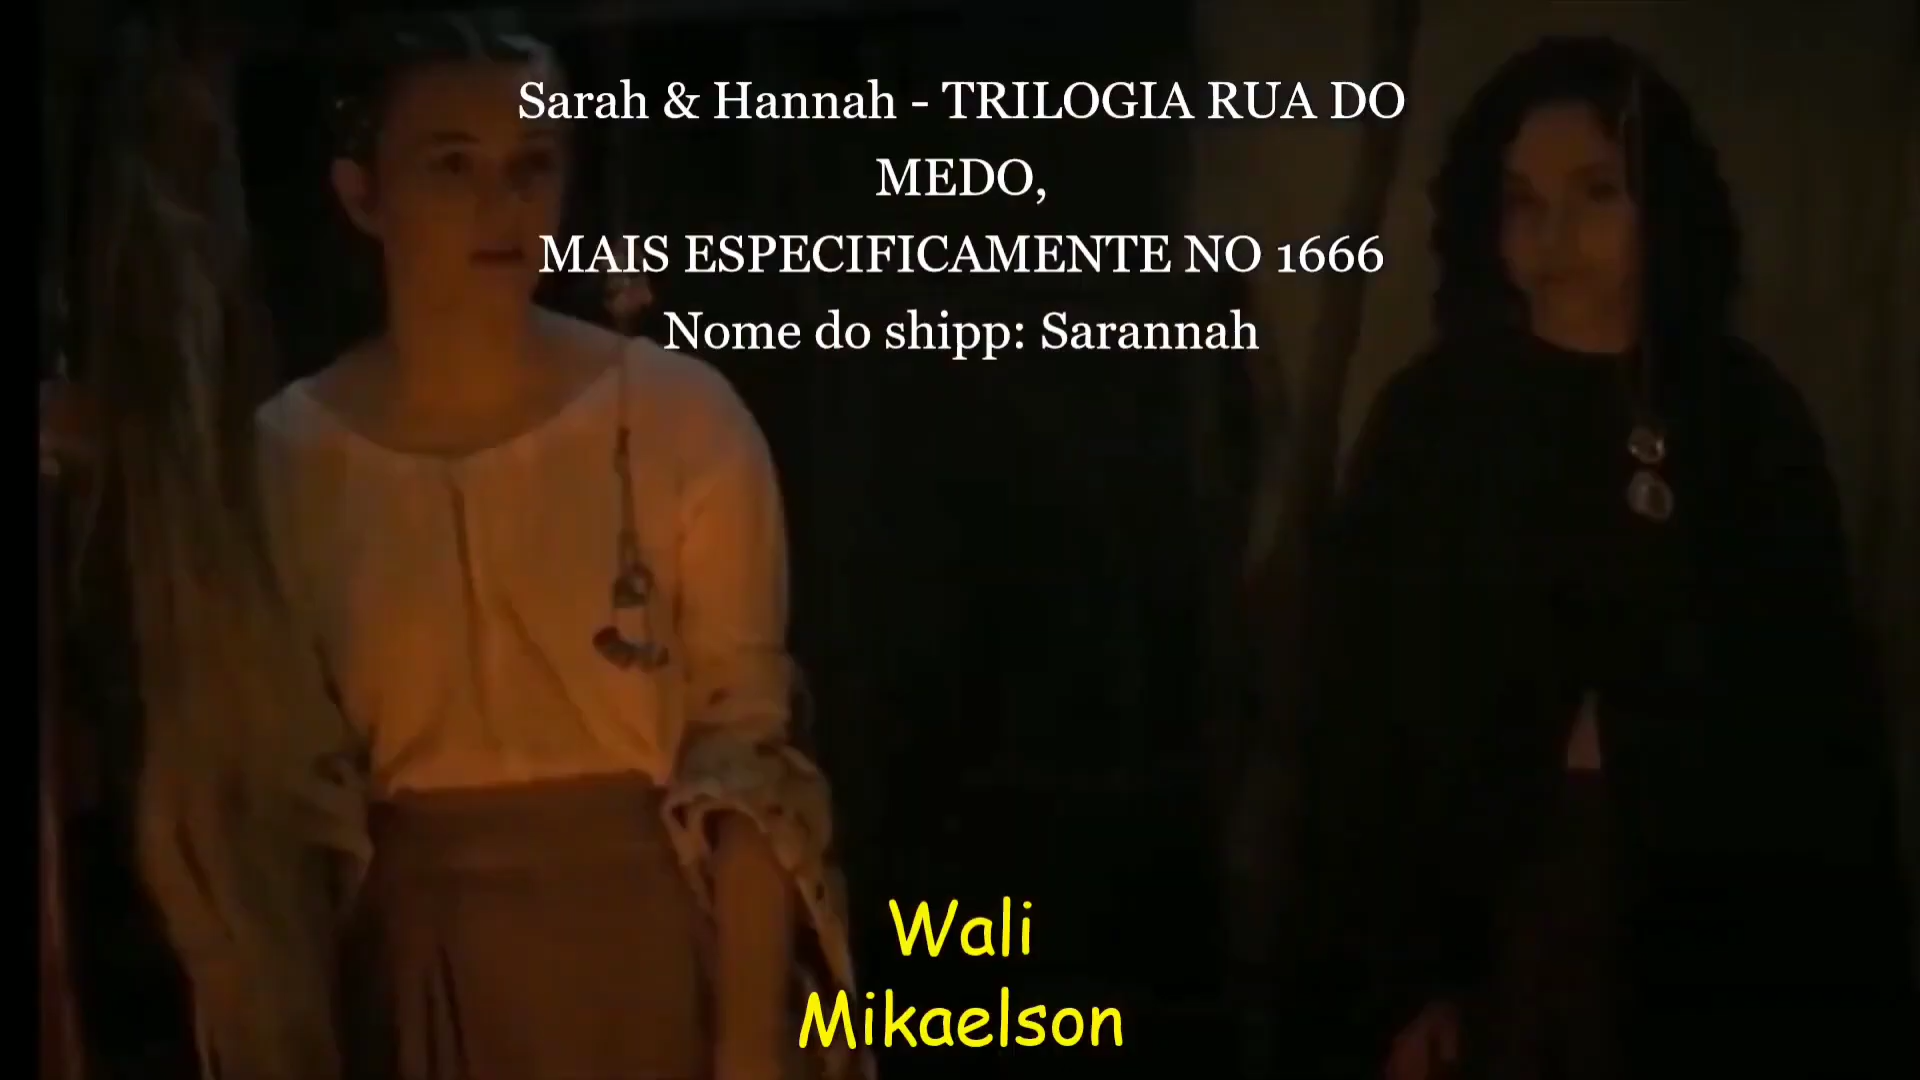 Sarah & Hannah - TRILOGIA RUA DO
MEDO,
MAIS ESPECIFICAMENTE NO 1666
Nome do shipp: Sarannah
Wali
Mikaelson